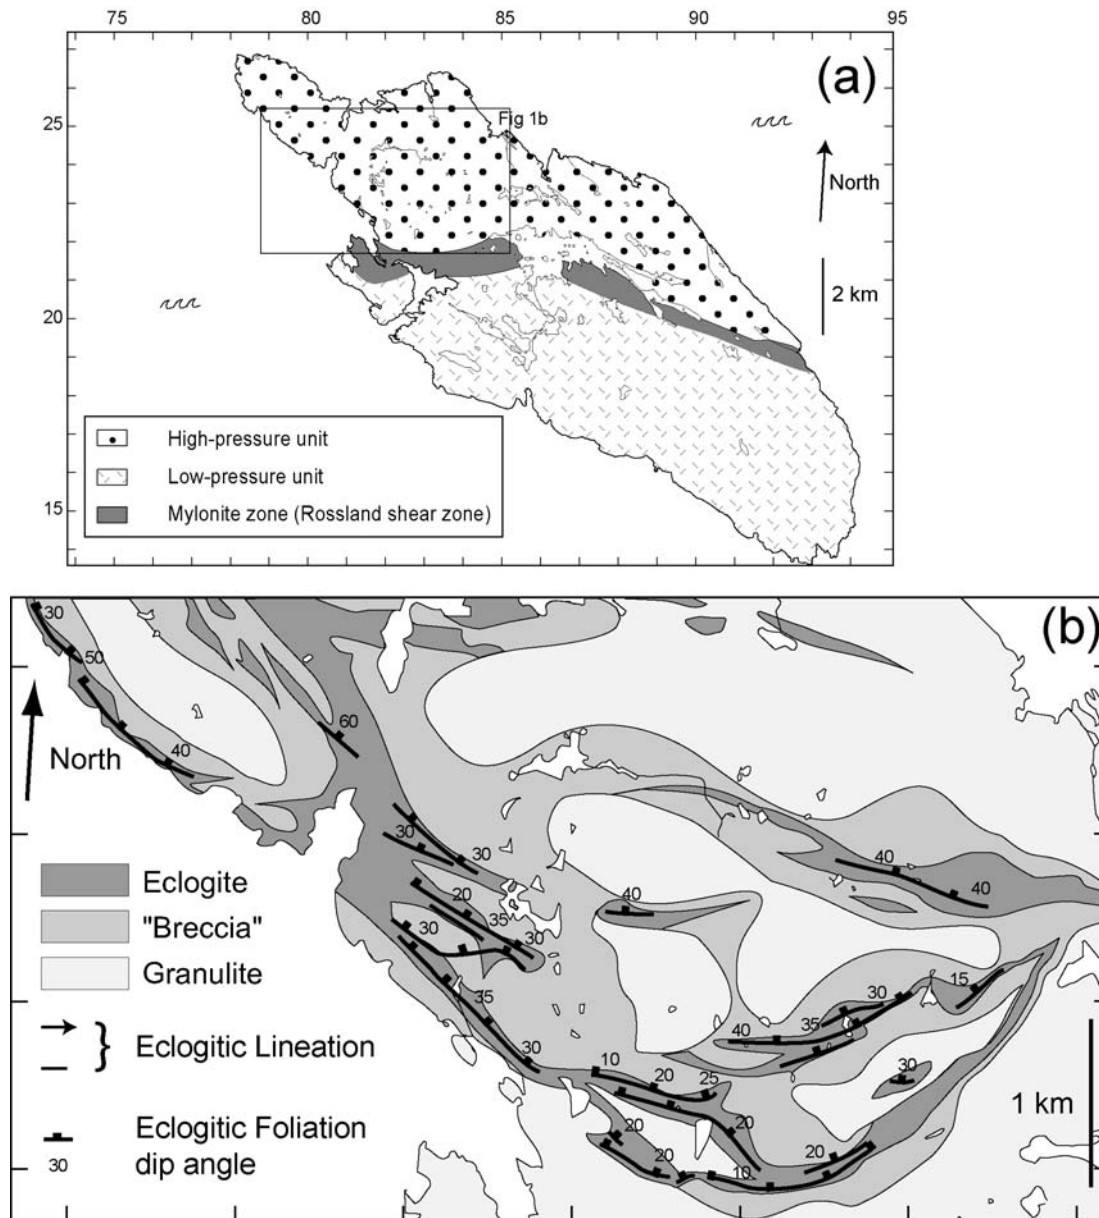 75 80 85 90 95
(a)
25
Fig 1b
North
2 km
20
High-pressure unit
Low-pressure unit
Mylonite zone (Rossland shear zone)
15
(b)
30
50
60
40
North
30
30
40
40
20
40
35
30
30
15
30
35
35
40
30
10
20
25
30
1 km
20
20
20
20
10
Eclogite
"Breccia"
Granulite
Eclogitic Lineation
Eclogitic Foliation
dip angle
30